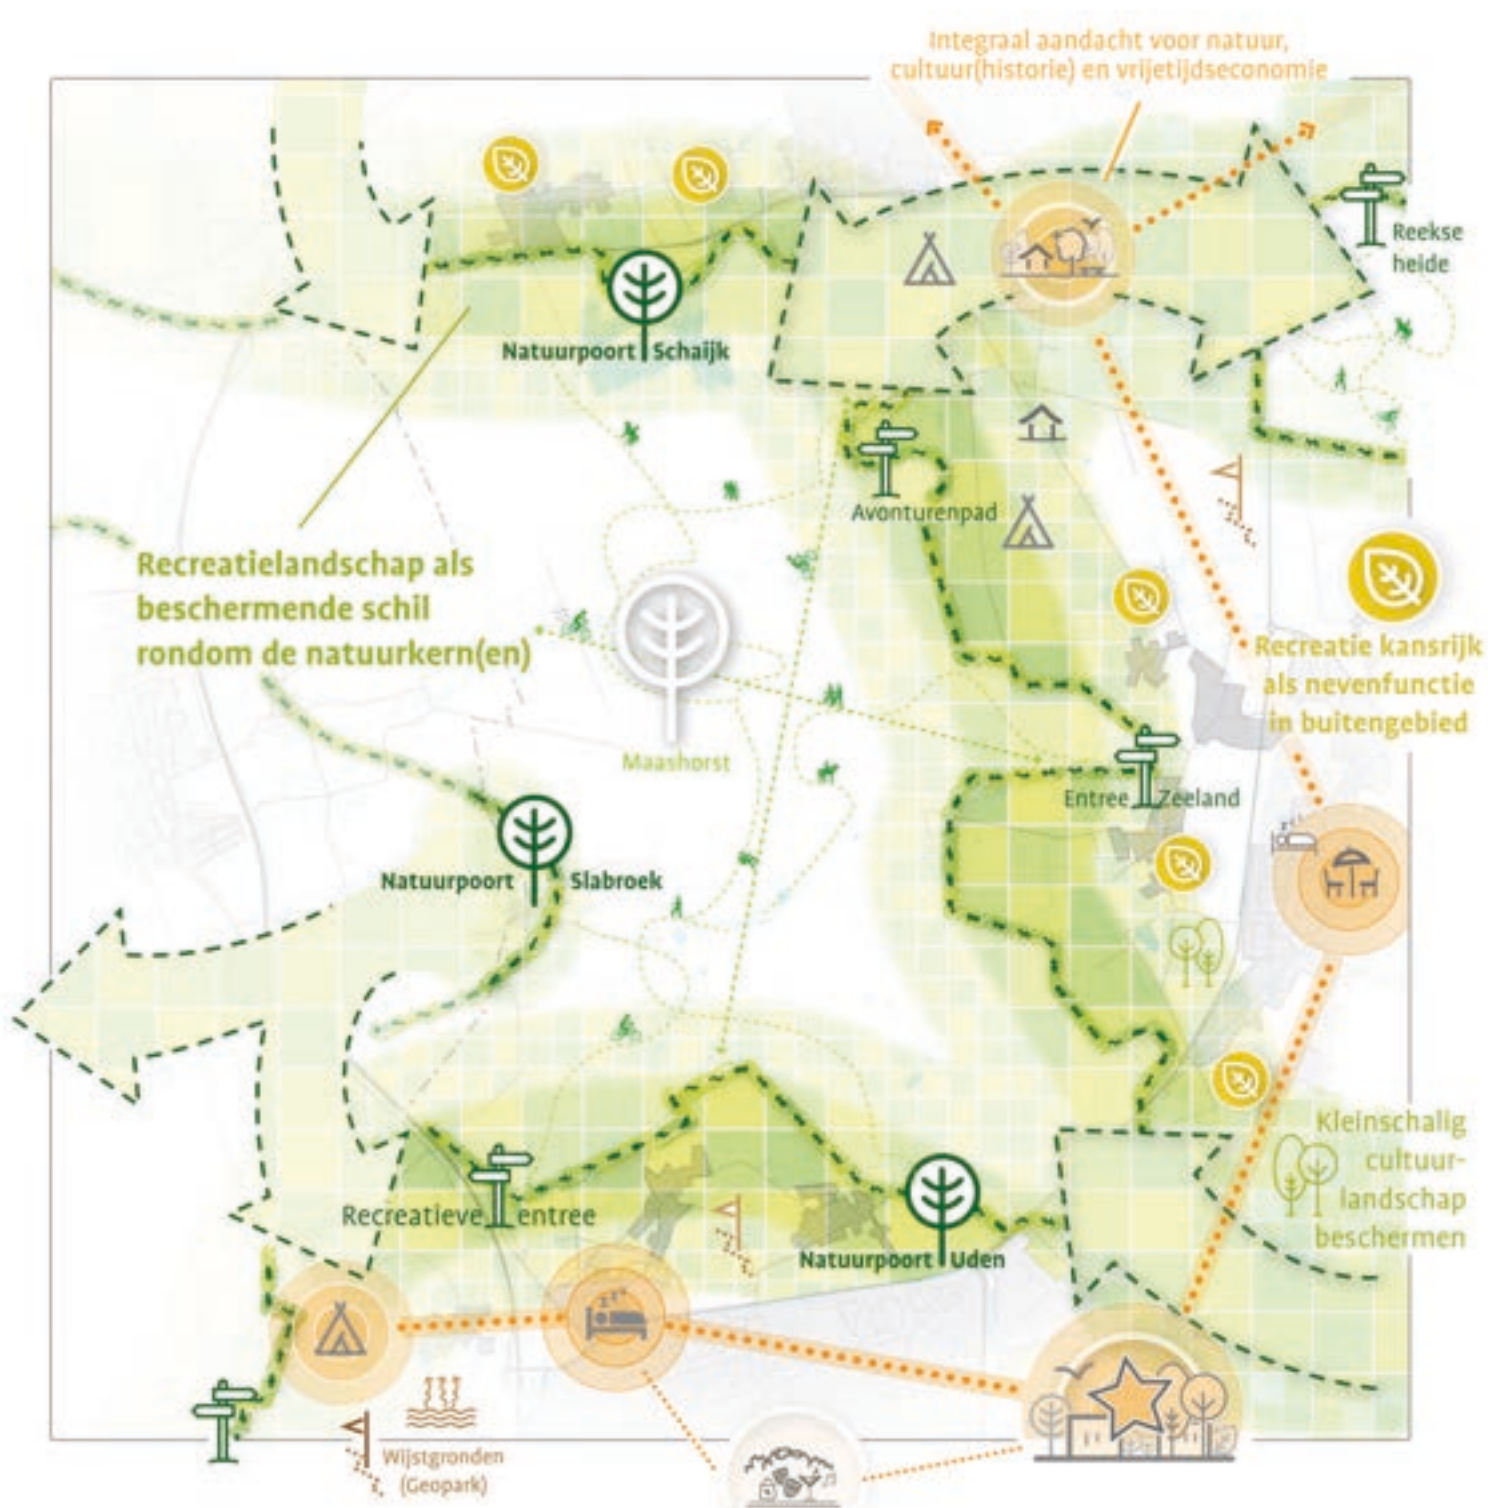 Integraal aandacht voor natuur,
cultuur(historie) en vrijetijdseconomie
Reekse
heide
Natuurpoort Schaijk
Avonturenpad
Recreatielandschap als
beschermende schil
rondom de natuurkern(en)
Recreatie kansrijk
als nevenfunctie
in buitengebied
Maashorst
Entree Zeeland
Natuurpoort Slabroek
Kleinschalig
cultuur-
landschap
beschermen
Recreatieve entree
Natuurpoort Uden
Wijstgronden
(Geopark)